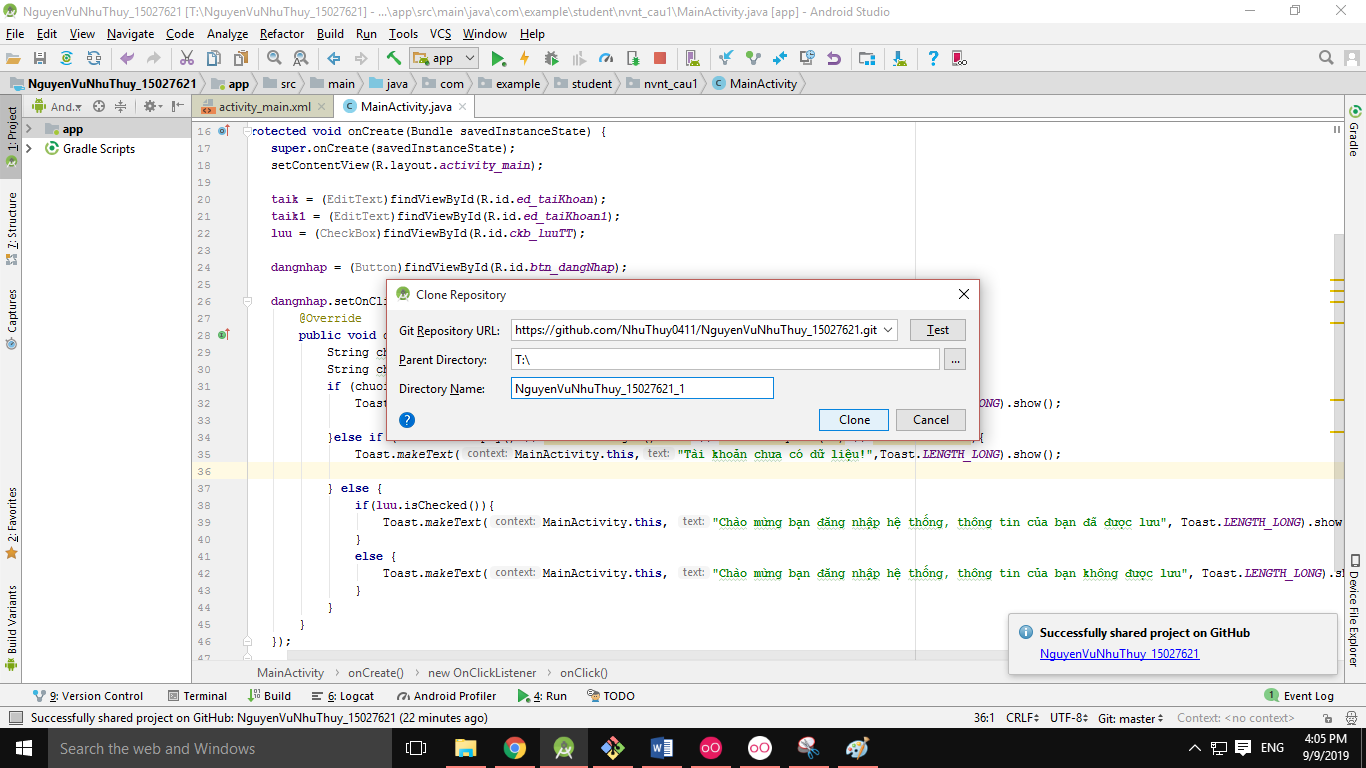 NguyenVuNhuThuy_15027621 [T:\NguyenVuNhuThuy_15027621] - ...\app\src\main\java\com\example\student\nvnt_cau1\MainActivity.java [app] - Android Studio
File Edit View Navigate Code Analyze Refactor Build Run Tools VCS Window Help
app
NguyenVuNhuThuy_15027621 app src main java com example student nvnt_cau1 MainActivity
And.. activity_main.xml MainActivity.java
1: Project
7: Structure
Captures
2: Favorites
Build Variants
app
Gradle Scripts
16 rotected void onCreate(Bundle savedInstanceState) {
17 super.onCreate(savedInstanceState);
18 setContentView(R.layout.activity_main);
19
20 taik = (EditText)findViewById(R.id.ed_taiKhoan);
21 taik1 = (EditText)findViewById(R.id.ed_taiKhoan1);
22 luu = (CheckBox)findViewById(R.id.ckb_luuTT);
23
24 dangnhap = (Button)findViewById(R.id.btn_dangNhap);
25
26 dangnhap.setOnCli
27 @Override
28 public void
29 String ch
30 String ch
31 if (chuoi
32 Toast ONG).show();
33
34 }else if ( {
35 Toast.makeText( context: MainActivity.this, text: "Tài khoản chưa có dữ liệu!",Toast.LENGTH_LONG).show();
36
37 } else {
38 if(luu.isChecked()){
39 Toast.makeText( context: MainActivity.this, text: "Chào mừng bạn đăng nhập hệ thống, thông tin của bạn đã được lưu", Toast.LENGTH_LONG).show
40 }
41 else {
42 Toast.makeText( context: MainActivity.this, text: "Chào mừng bạn đăng nhập hệ thống, thông tin của bạn không được lưu", Toast.LENGTH_LONG).s
43 }
44 }
45 }
46 });
47
Clone Repository
Git Repository URL: https://github.com/NhuThuy0411/NguyenVuNhuThuy_15027621.git Test
Parent Directory: T:\ ...
Directory Name: NguyenVuNhuThuy_15027621_1
? Clone Cancel
Gradle
Device File Explorer
Successfully shared project on GitHub
NguyenVuNhuThuy_15027621
MainActivity onCreate() new OnClickListener onClick()
9: Version Control Terminal Build 6: Logcat Android Profiler 4: Run TODO 1 Event Log
Successfully shared project on GitHub: NguyenVuNhuThuy_15027621 (22 minutes ago) 36:1 CRLF UTF-8 Git: master Context: <no context>
Search the web and Windows ENG 4:05 PM
9/9/2019